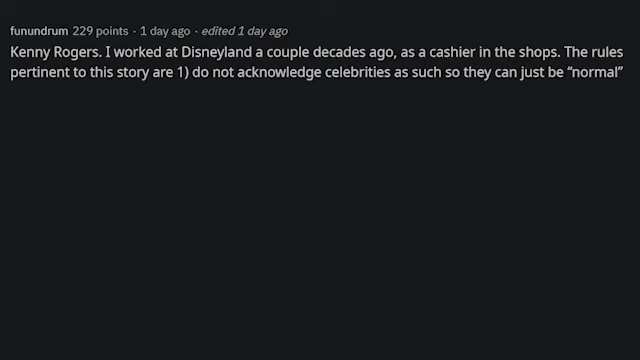 funundrum 229 points · 1 day ago · edited 1 day ago
Kenny Rogers. I worked at Disneyland a couple decades ago, as a cashier in the shops. The rules
pertinent to this story are 1) do not acknowledge celebrities as such so they can just be “normal”